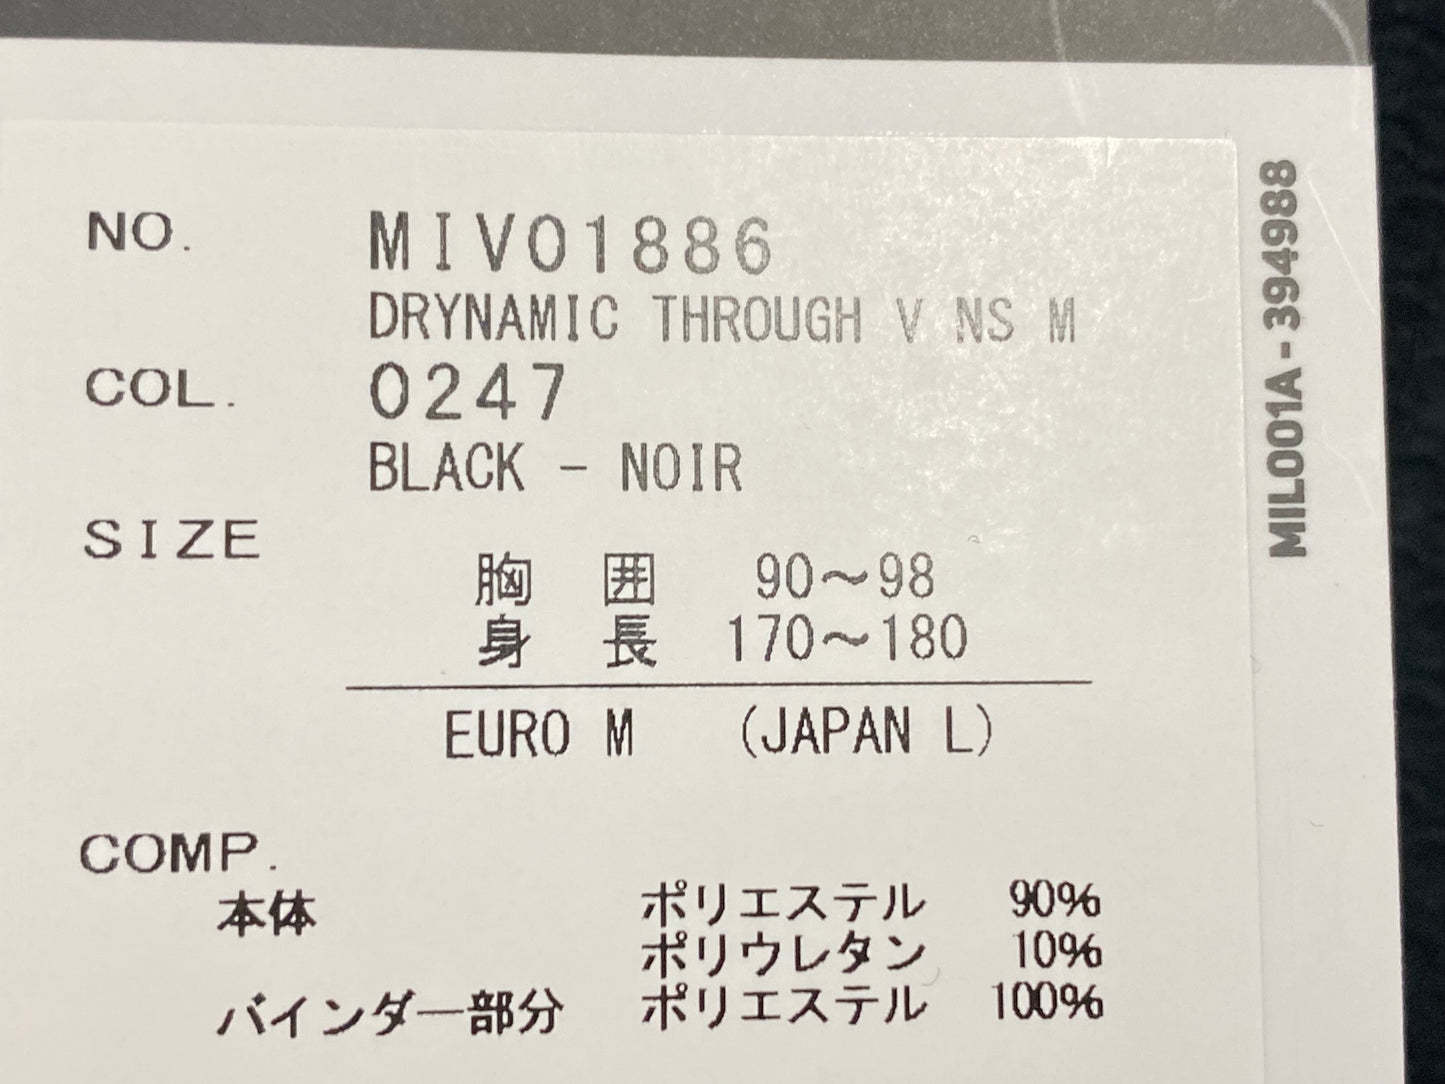 NO. MIV01886
DRYNAMIC THROUGH V NS M
COL. 0247
BLACK - NOIR
SIZE
胸 囲 90～98
身 長 170～180
EURO M (JAPAN L)
COMP.
本体 ポリエステル 90%
ポリウレタン 10%
バインダー部分 ポリエステル 100%
MIL001A - 394988